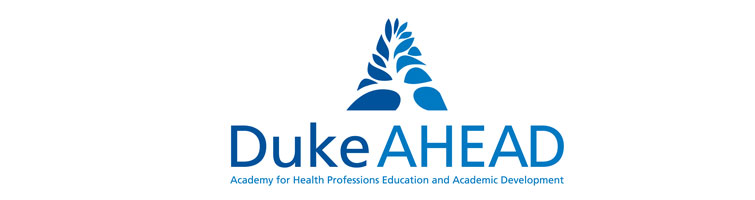 Duke AHEAD
Academy for Health Professions Education and Academic Development